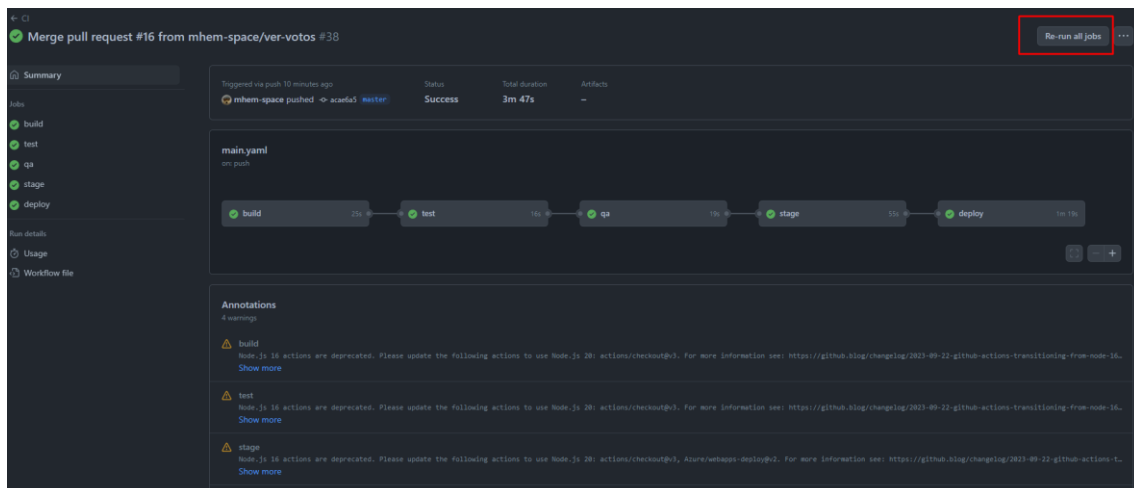 ← CI
Merge pull request #16 from mhem-space/ver-votos #38
Re-run all jobs
...
Summary
Jobs
build
test
qa
stage
deploy
Run details
Usage
Workflow file
Triggered via push 10 minutes ago
mhem-space pushed acae6a5 master
Status
Success
Total duration
3m 47s
Artifacts
–
main.yaml
on: push
build 25s
test 16s
qa 19s
stage 55s
deploy 1m 19s
Annotations
4 warnings
build
Node.js 16 actions are deprecated. Please update the following actions to use Node.js 20: actions/checkout@v3. For more information see: https://github.blog/changelog/2023-09-22-github-actions-transitioning-from-node-16…
Show more
test
Node.js 16 actions are deprecated. Please update the following actions to use Node.js 20: actions/checkout@v3. For more information see: https://github.blog/changelog/2023-09-22-github-actions-transitioning-from-node-16…
Show more
stage
Node.js 16 actions are deprecated. Please update the following actions to use Node.js 20: actions/checkout@v3, Azure/webapps-deploy@v2. For more information see: https://github.blog/changelog/2023-09-22-github-actions-t…
Show more